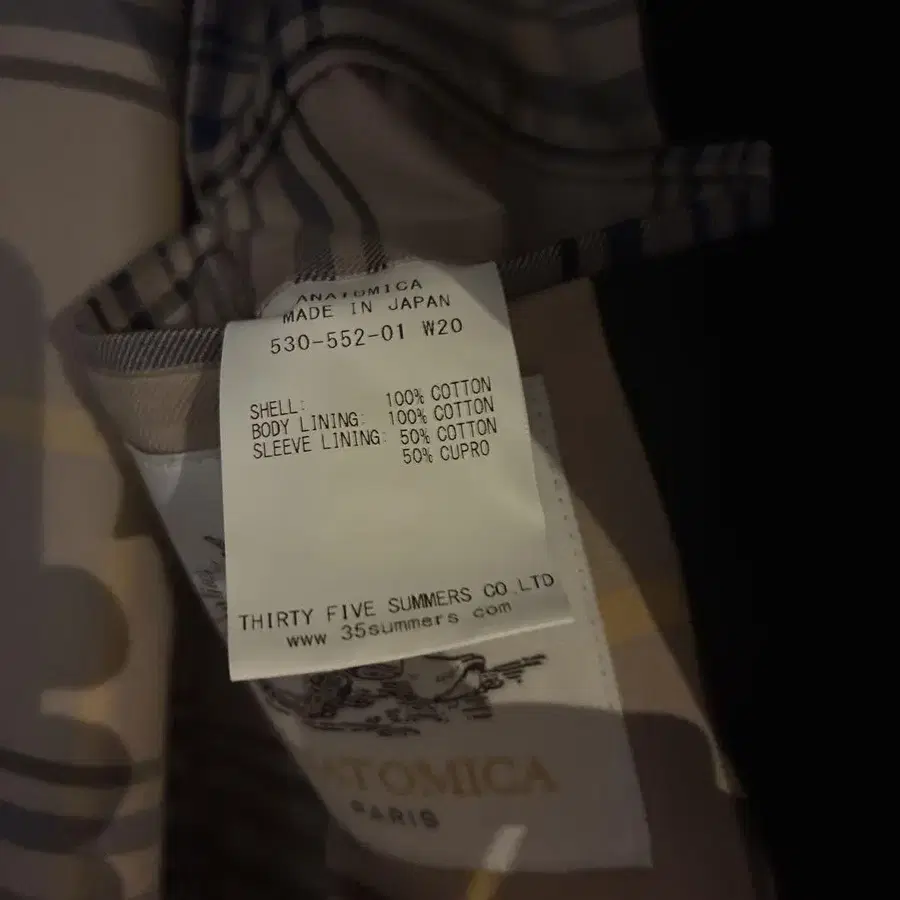 ANATOMICA
MADE IN JAPAN
530-552-01 W20
SHELL: 100% COTTON
BODY LINING: 100% COTTON
SLEEVE LINING: 50% COTTON
50% CUPRO
THIRTY FIVE SUMMERS CO.LTD
www 35summers com
ATOMICA
PARIS